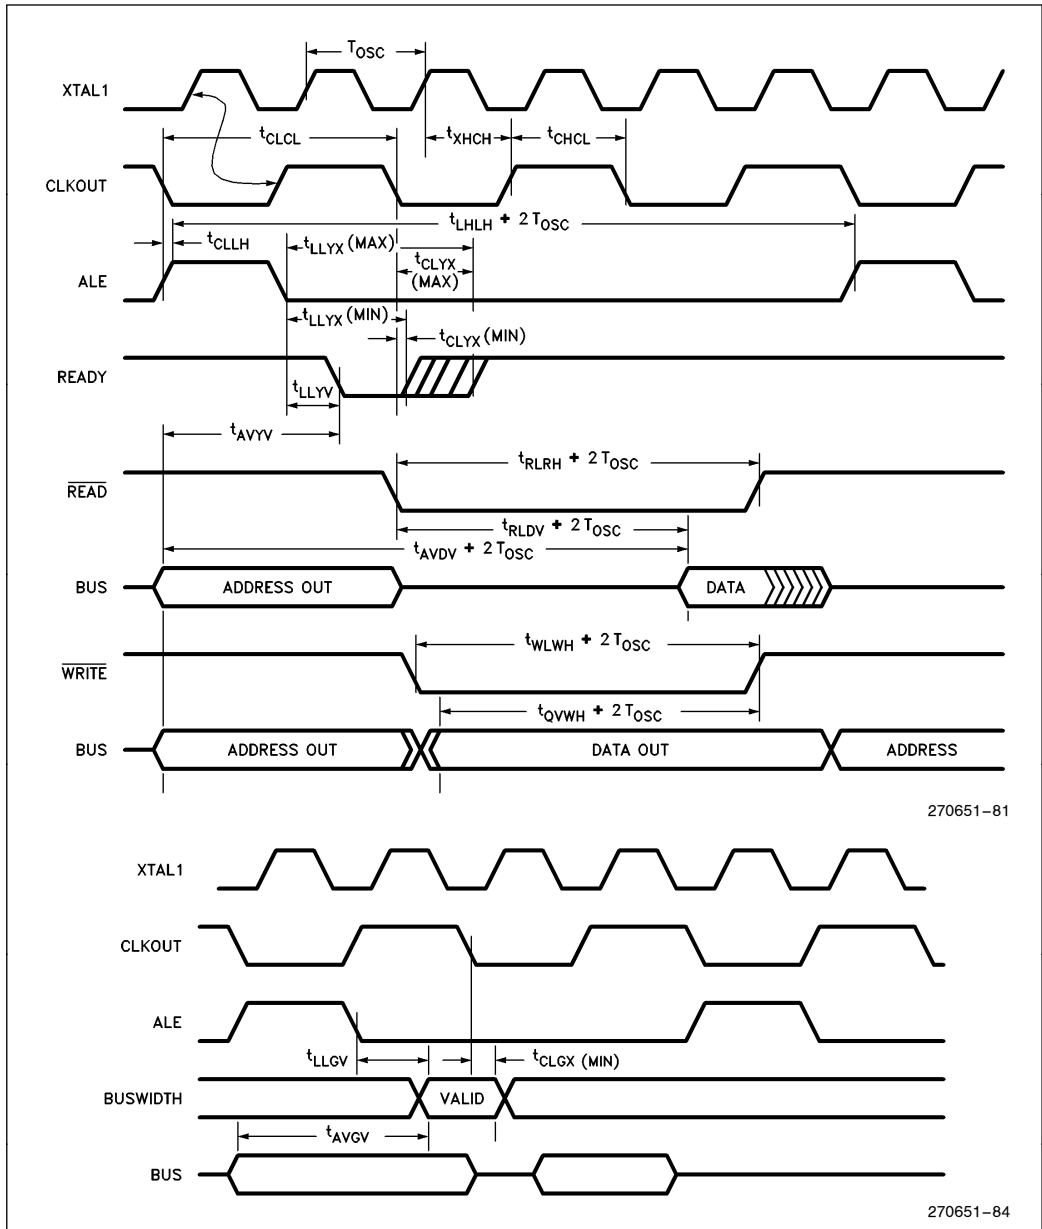 T_OSC
XTAL1
t_CLCL
t_XHCH
t_CHCL
CLKOUT
t_LHLH + 2 T_OSC
t_CLLH
t_LLYX (MAX)
t_CLYX
(MAX)
ALE
t_LLYX (MIN)
t_CLYX (MIN)
READY
t_LLYV
t_AVYV
t_RLRH + 2 T_OSC
READ
t_RLDV + 2 T_OSC
t_AVDV + 2 T_OSC
BUS
ADDRESS OUT
DATA
t_WLWH + 2 T_OSC
WRITE
t_QVWH + 2 T_OSC
BUS
ADDRESS OUT
DATA OUT
ADDRESS
270651-81
XTAL1
CLKOUT
ALE
t_LLGV
t_CLGX (MIN)
BUSWIDTH
VALID
t_AVGV
BUS
270651-84